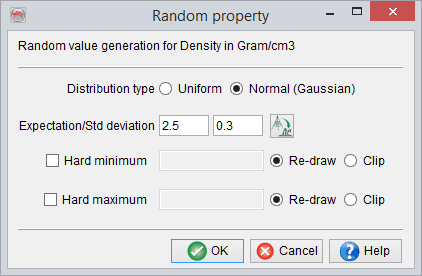 Random property
Random value generation for Density in Gram/cm3
Distribution type Uniform Normal (Gaussian)
Expectation/Std deviation 2.5 0.3
Hard minimum Re-draw Clip
Hard maximum Re-draw Clip
OK Cancel Help